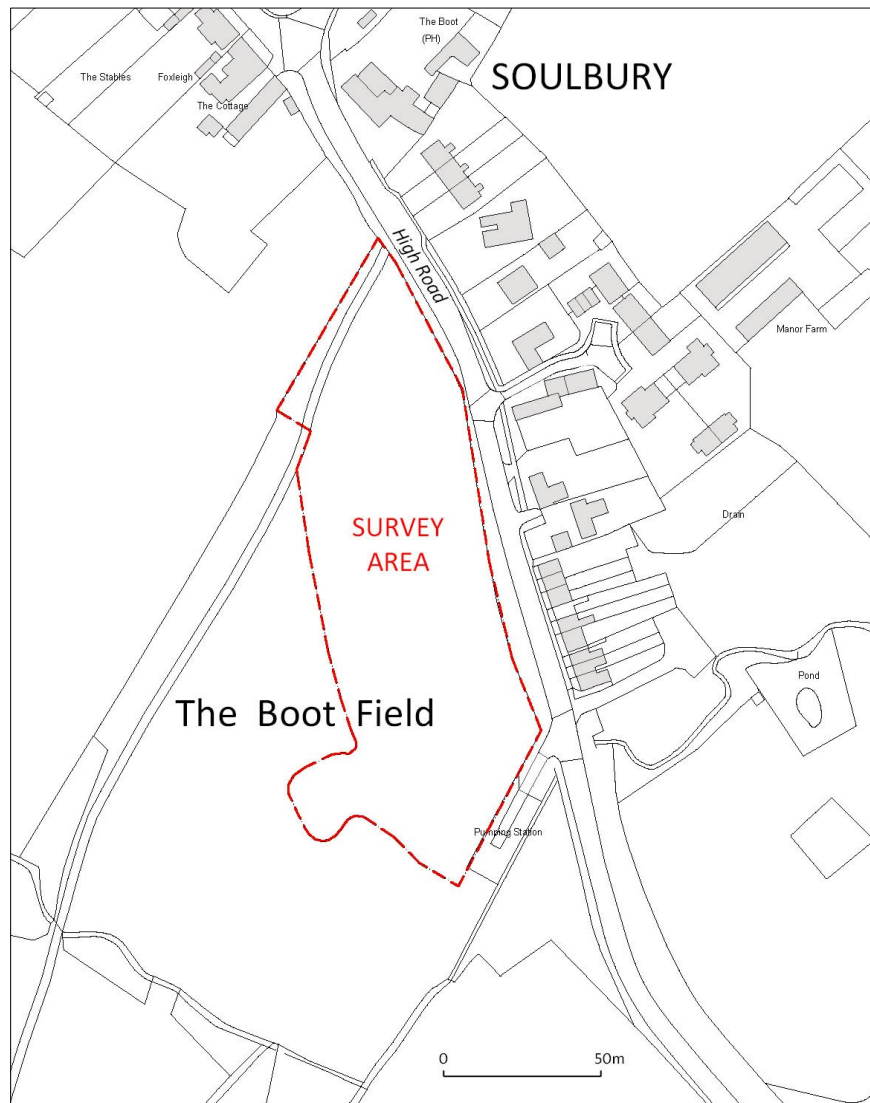 The Boot
(PH)
SOULBURY
The Stables
Foxleigh
The Cottage
High Road
Manor Farm
SURVEY
AREA
Drain
Pond
The Boot Field
Pumping Station
0
50m